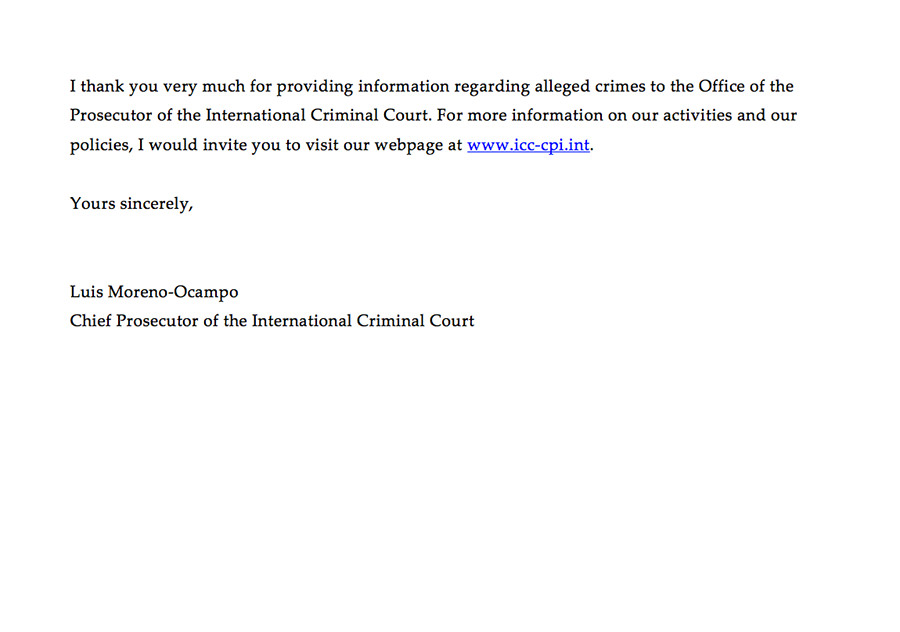 I thank you very much for providing information regarding alleged crimes to the Office of the
Prosecutor of the International Criminal Court. For more information on our activities and our
policies, I would invite you to visit our webpage at www.icc-cpi.int.
Yours sincerely,
Luis Moreno-Ocampo
Chief Prosecutor of the International Criminal Court